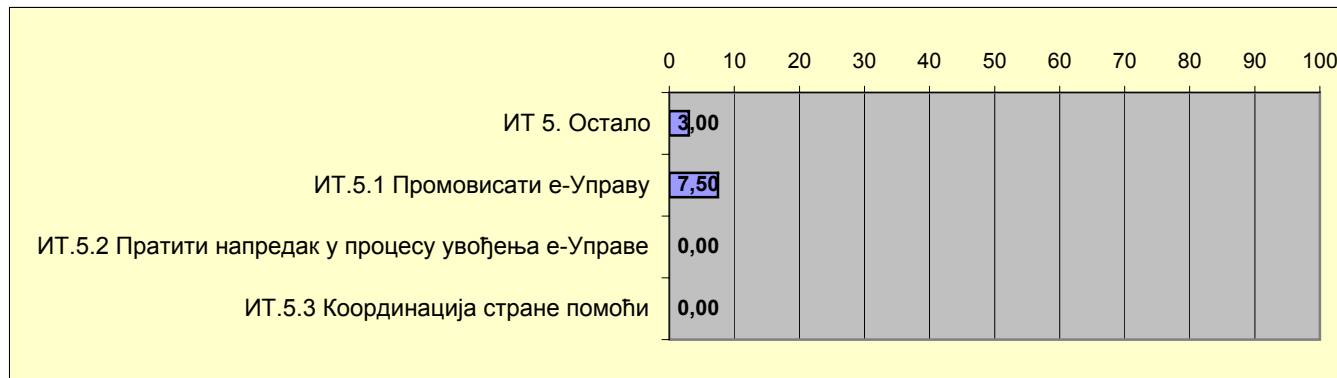 0 10 20 30 40 50 60 70 80 90 100
ИТ 5. Остало 3,00
ИТ.5.1 Промовисати е-Управу 7,50
ИТ.5.2 Пратити напредак у процесу увођења е-Управе 0,00
ИТ.5.3 Координација стране помоћи 0,00